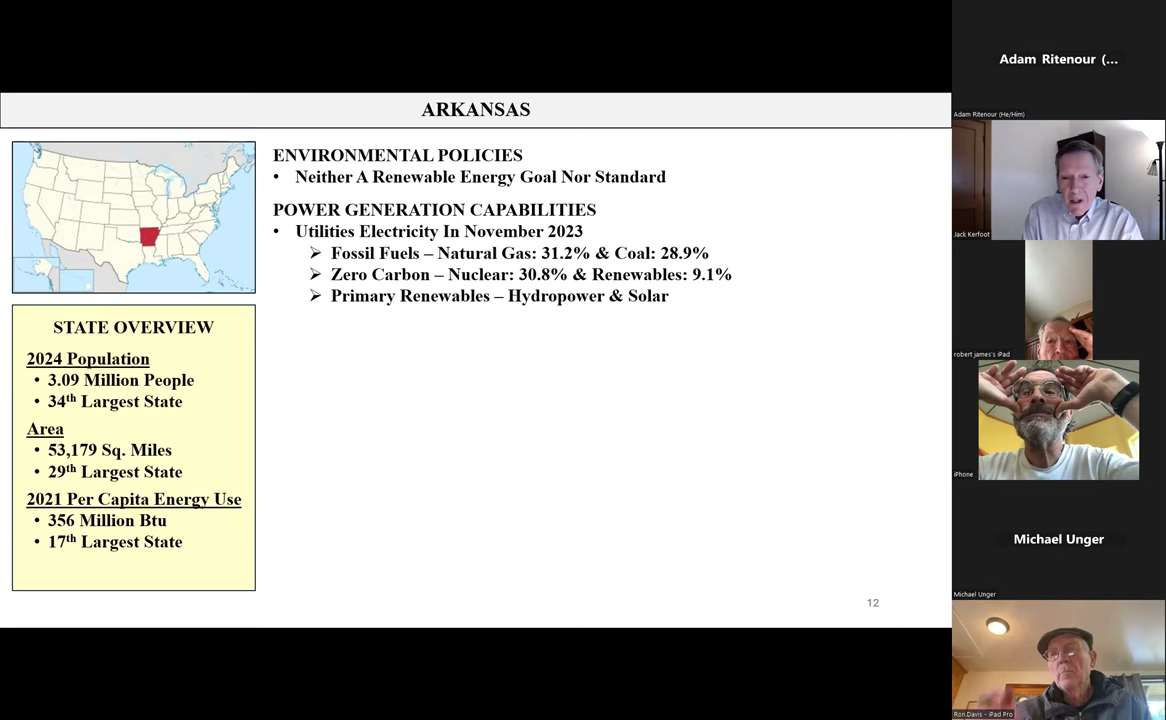 ARKANSAS
ENVIRONMENTAL POLICIES
• Neither A Renewable Energy Goal Nor Standard
POWER GENERATION CAPABILITIES
• Utilities Electricity In November 2023
➢ Fossil Fuels – Natural Gas: 31.2% & Coal: 28.9%
➢ Zero Carbon – Nuclear: 30.8% & Renewables: 9.1%
➢ Primary Renewables – Hydropower & Solar
STATE OVERVIEW
2024 Population
• 3.09 Million People
• 34th Largest State
Area
• 53,179 Sq. Miles
• 29th Largest State
2021 Per Capita Energy Use
• 356 Million Btu
• 17th Largest State
12
Adam Ritenour (...
Adam Ritenour (He/Him)
Jack Kerfoot
robert james's iPad
iPhone
Michael Unger
Michael Unger
Ron Davis - iPad Pro